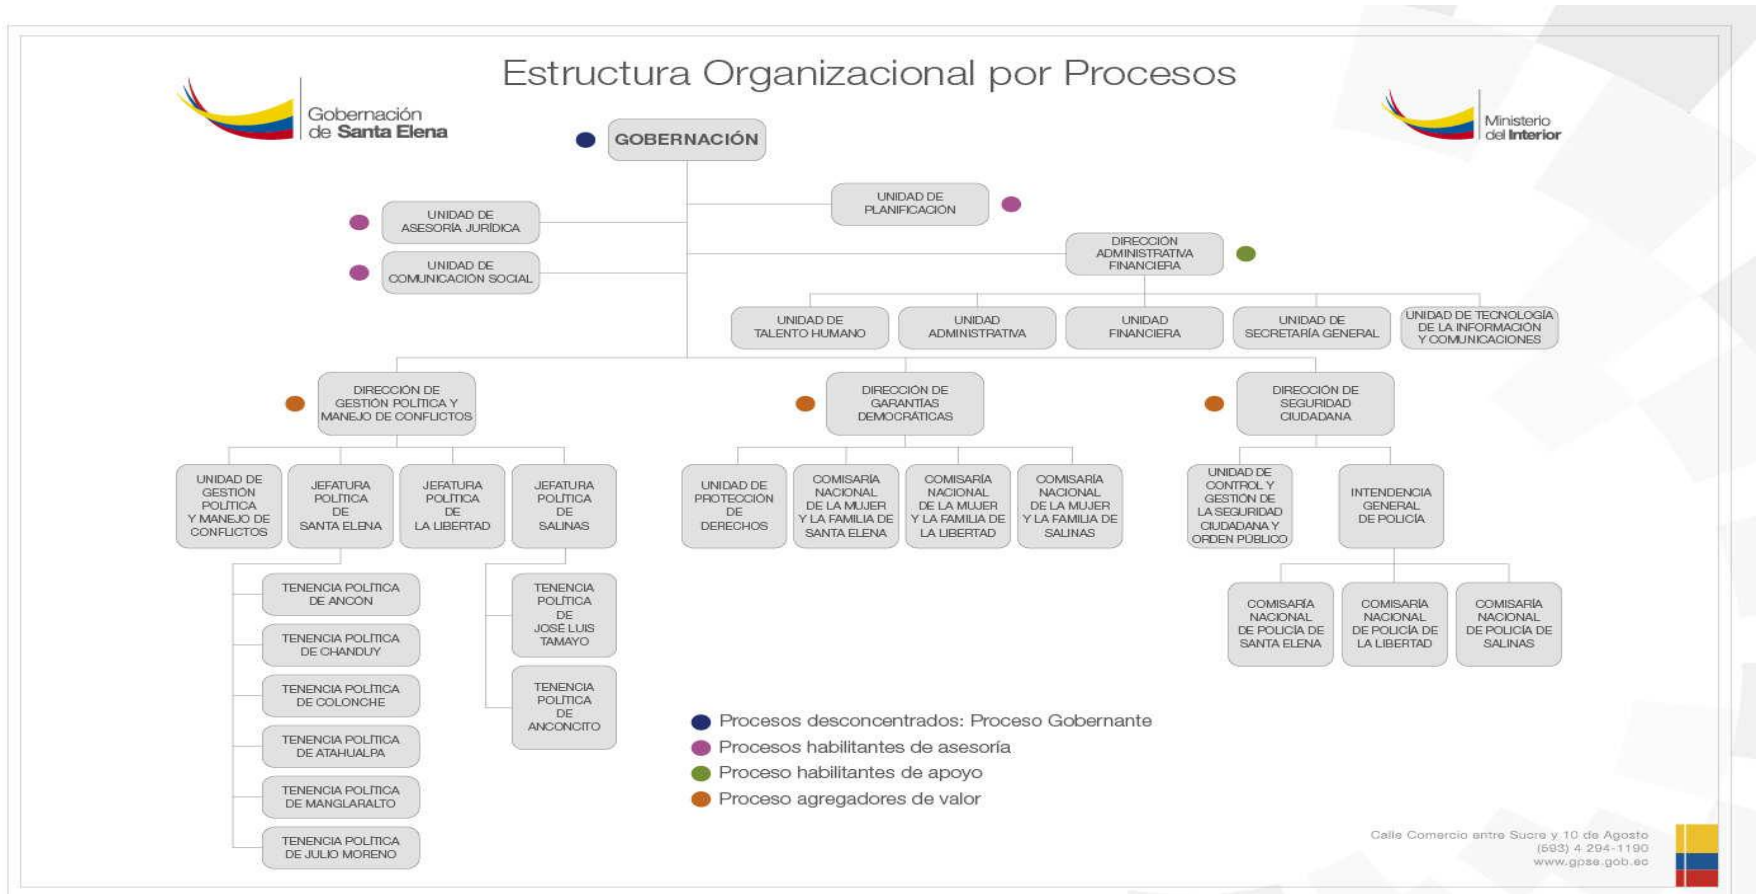 Estructura Organizacional por Procesos
Gobernación
de Santa Elena
Ministerio
del Interior
GOBERNACIÓN
UNIDAD DE
PLANIFICACIÓN
UNIDAD DE
ASESORÍA JURÍDICA
UNIDAD DE
COMUNICACIÓN SOCIAL
DIRECCIÓN
ADMINISTRATIVA
FINANCIERA
UNIDAD DE
TALENTO HUMANO
UNIDAD
ADMINISTRATIVA
UNIDAD
FINANCIERA
UNIDAD DE
SECRETARÍA GENERAL
UNIDAD DE TECNOLOGÍA
DE LA INFORMACIÓN
Y COMUNICACIONES
DIRECCIÓN DE
GESTIÓN POLÍTICA Y
MANEJO DE CONFLICTOS
DIRECCIÓN DE
GARANTÍAS
DEMOCRÁTICAS
DIRECCIÓN DE
SEGURIDAD
CIUDADANA
UNIDAD DE
GESTIÓN
POLÍTICA
Y MANEJO DE
CONFLICTOS
JEFATURA
POLÍTICA
DE
SANTA ELENA
JEFATURA
POLÍTICA
DE
LA LIBERTAD
JEFATURA
POLÍTICA
DE
SALINAS
UNIDAD DE
PROTECCIÓN
DE
DERECHOS
COMISARÍA
NACIONAL
DE LA MUJER
Y LA FAMILIA DE
SANTA ELENA
COMISARÍA
NACIONAL
DE LA MUJER
Y LA FAMILIA DE
LA LIBERTAD
COMISARÍA
NACIONAL
DE LA MUJER
Y LA FAMILIA DE
SALINAS
UNIDAD DE
CONTROL Y
GESTIÓN DE
LA SEGURIDAD
CIUDADANA Y
ORDEN PÚBLICO
INTENDENCIA
GENERAL
DE POLICÍA
TENENCIA POLÍTICA
DE ANCÓN
TENENCIA POLÍTICA
DE CHANDUY
TENENCIA POLÍTICA
DE COLONCHE
TENENCIA POLÍTICA
DE ATAHUALPA
TENENCIA POLÍTICA
DE MANGLARALTO
TENENCIA POLÍTICA
DE JULIO MORENO
TENENCIA
POLÍTICA
DE
JOSÉ LUIS
TAMAYO
TENENCIA
POLÍTICA
DE
ANCONCITO
COMISARÍA
NACIONAL
DE POLICÍA DE
SANTA ELENA
COMISARÍA
NACIONAL
DE POLICÍA DE
LA LIBERTAD
COMISARÍA
NACIONAL
DE POLICÍA DE
SALINAS
Procesos desconcentrados: Proceso Gobernante
Procesos habilitantes de asesoría
Proceso habilitantes de apoyo
Proceso agregadores de valor
Calle Comercio entre Sucre y 10 de Agosto
(593) 4 294-1190
www.gpse.gob.ec